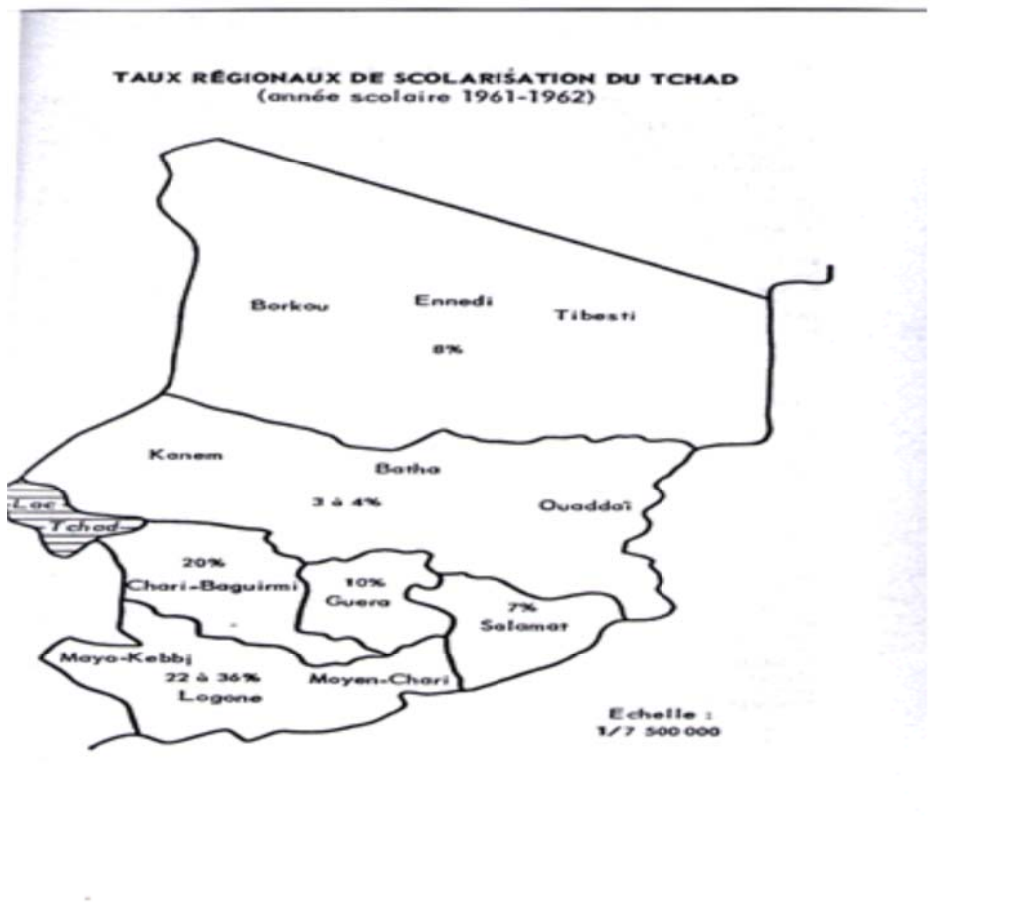 TAUX RÉGIONAUX DE SCOLARISATION DU TCHAD
(année scolaire 1961-1962)
Borkou
Ennedi
Tibesti
8%
Kanem
Batha
3 à 4%
Ouaddaï
Lac
Tchad
20%
Chari-Baguirmi
10%
Guera
7%
Salamat
Mayo-Kebbi
22 à 36%
Logone
Moyen-Chari
Echelle :
1/7 500 000